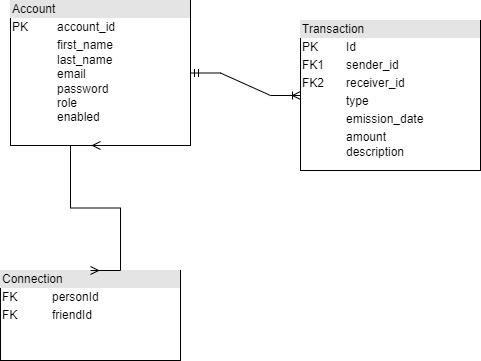 Account
PK account_id
first_name
last_name
email
password
role
enabled
Transaction
PK Id
FK1 sender_id
FK2 receiver_id
type
emission_date
amount
description
Connection
FK personId
FK friendId